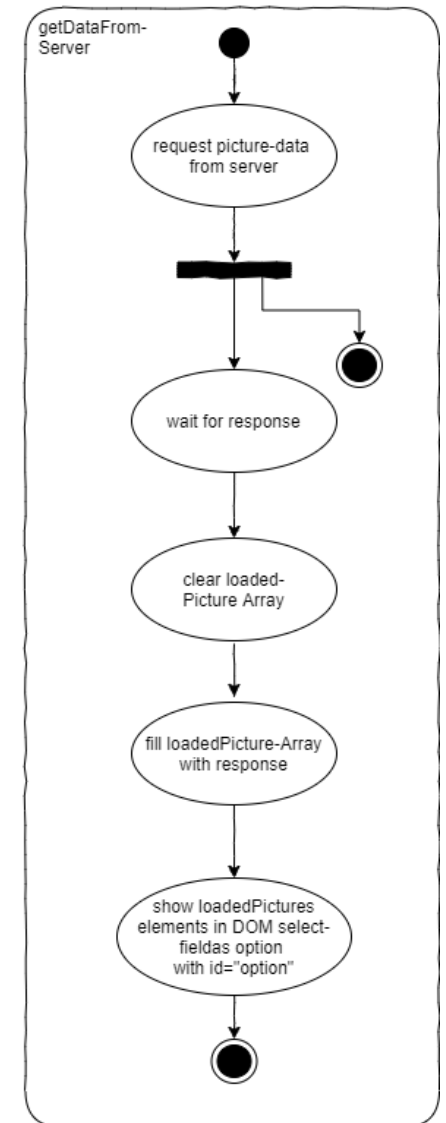 getDataFrom-
Server
request picture-data
from server
wait for response
clear loaded-
Picture Array
fill loadedPicture-Array
with response
show loadedPictures
elements in DOM select-
fieldas option
with id="option"